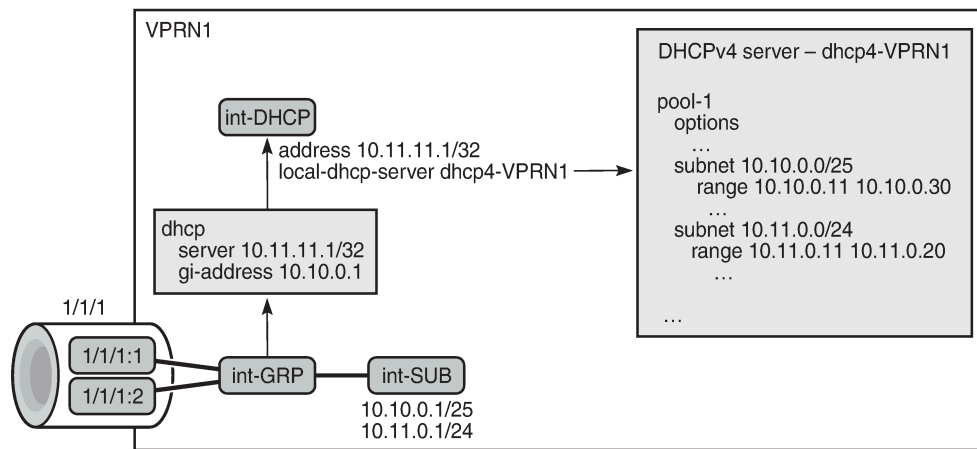 VPRN1
DHCPv4 server – dhcp4-VPRN1
pool-1
options
...
subnet 10.10.0.0/25
range 10.10.0.11 10.10.0.30
...
subnet 10.11.0.0/24
range 10.11.0.11 10.11.0.20
...
...
int-DHCP
address 10.11.11.1/32
local-dhcp-server dhcp4-VPRN1
dhcp
server 10.11.11.1/32
gi-address 10.10.0.1
1/1/1
1/1/1:1
1/1/1:2
int-GRP
int-SUB
10.10.0.1/25
10.11.0.1/24